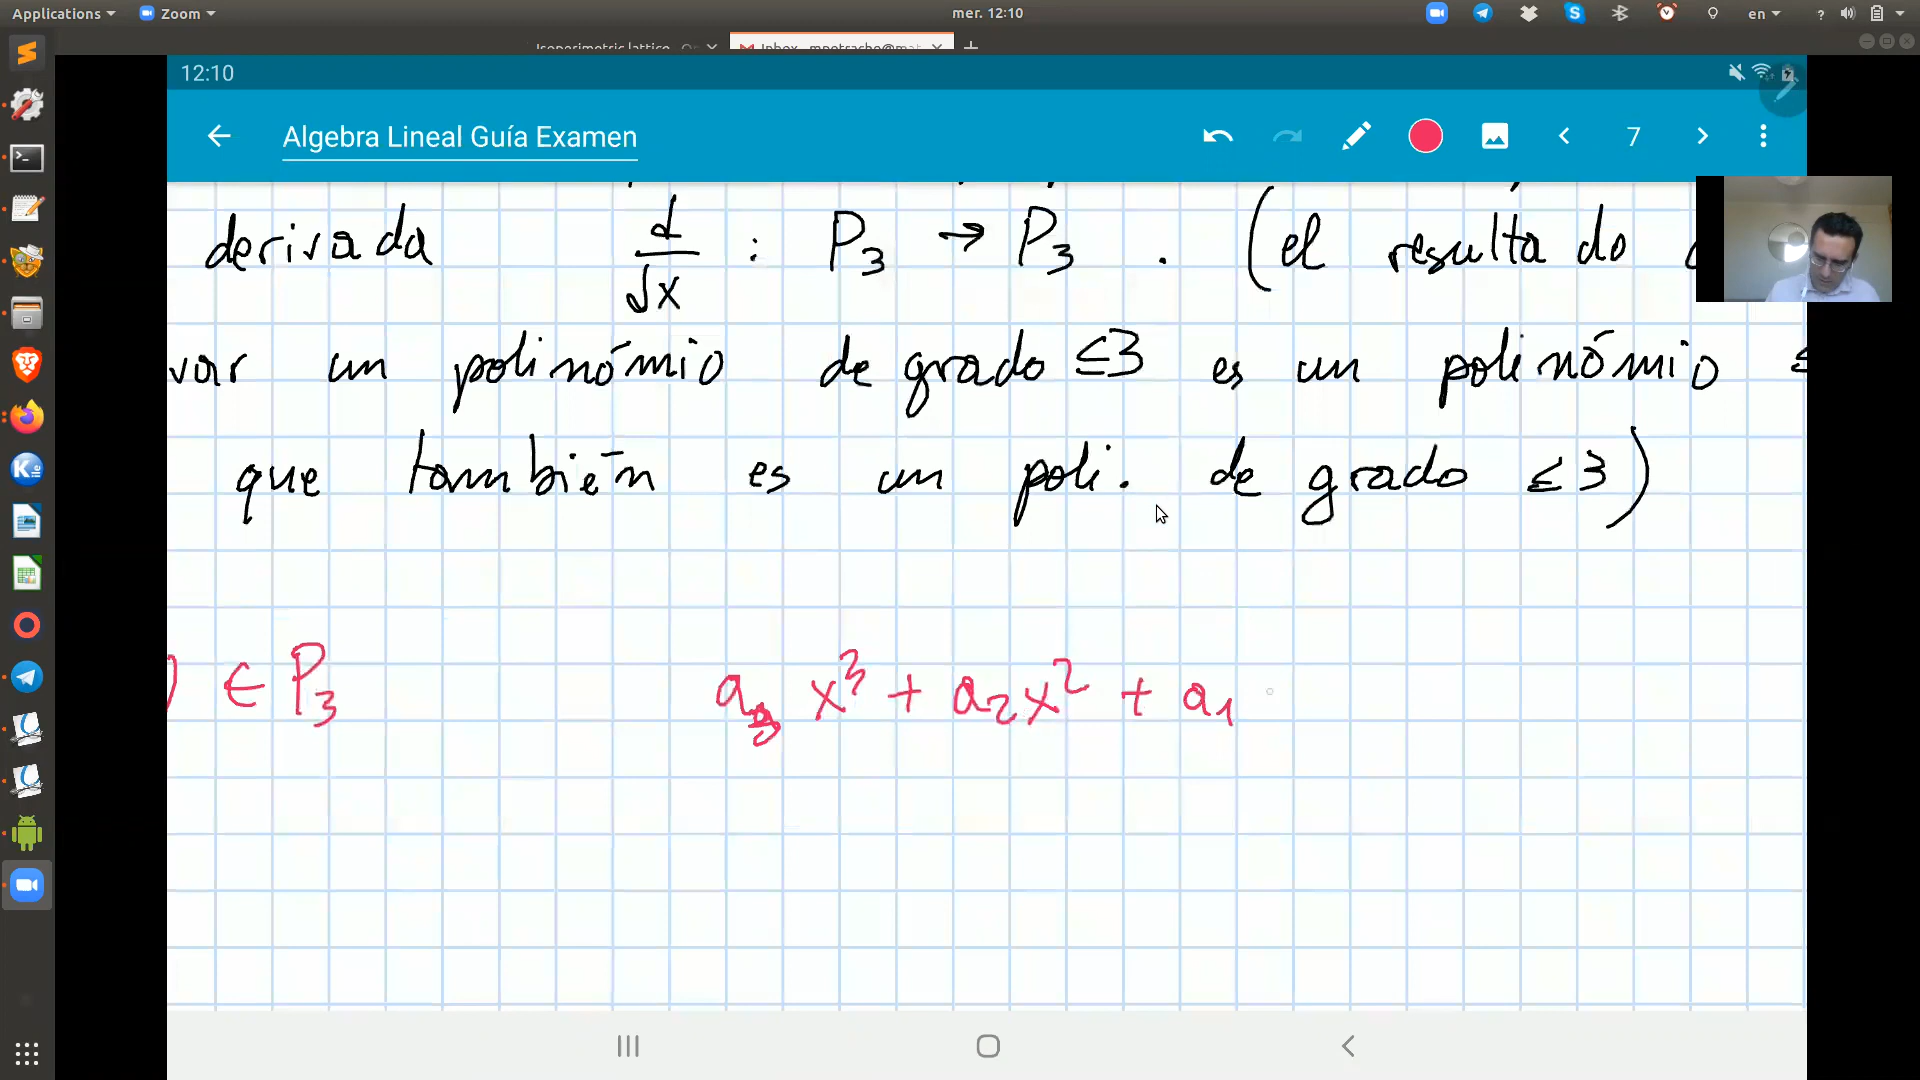 Applications Zoom mer. 12:10 en
Inbox
12:10
Algebra Lineal Guía Examen 7
derivada d/dx : P3 → P3 . (el resultado
var un polinómio de grado ≤3 es un polinómio ≤
que también es un poli. de grado ≤3)
) ∈ P3 a3 x³ + a2x² + a1